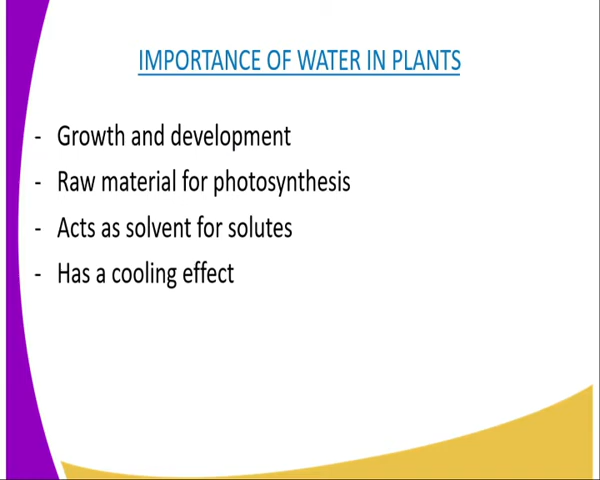 IMPORTANCE OF WATER IN PLANTS
- Growth and development
- Raw material for photosynthesis
- Acts as solvent for solutes
- Has a cooling effect